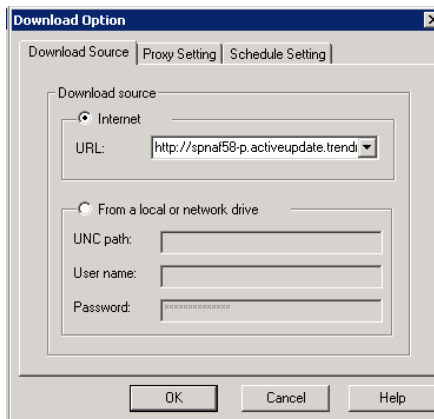 Download Option
Download Source Proxy Setting Schedule Setting
Download source
Internet
URL: http://spnaf58-p.activeupdate.trend
From a local or network drive
UNC path:
User name:
Password: **************
OK Cancel Help